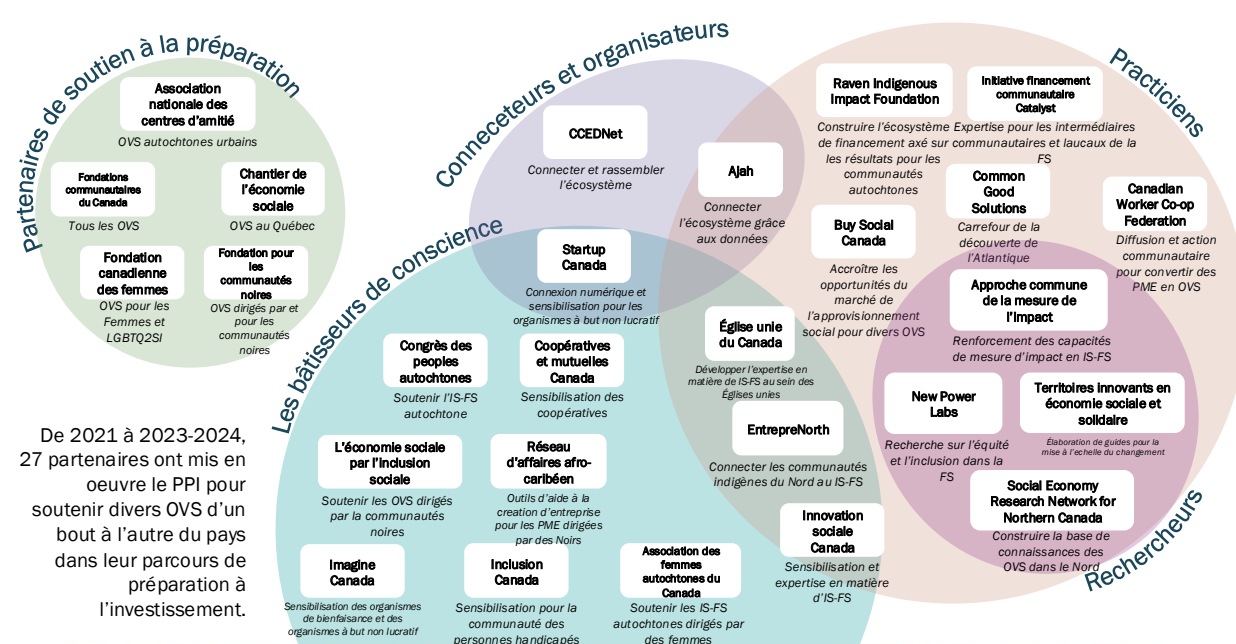 Partenaires de soutien à la préparation
Association
nationale des
centres d'amitié
OVS autochtones urbains
Fondations
communautaires
du Canada
Tous les OVS
Chantier de
l'économie
sociale
OVS au Québec
Fondation
canadienne
des femmes
OVS pour les
Femmes et
LGBTQ2SI
Fondation pour
les
communautés
noires
OVS dirigés par et
pour les
communautés
noires
De 2021 à 2023-2024,
27 partenaires ont mis en
oeuvre le PPI pour
soutenir divers OVS d'un
bout à l'autre du pays
dans leur parcours de
préparation à
l'investissement.
Conneceteurs et organisateurs
CCEDNet
Connecter et rassembler
l'écosystème
Ajah
Connecter
l'écosystème grâce
aux données
Startup
Canada
Connexion numérique et
sensibilisation pour les
organismes à but non lucratif
Les bâtisseurs de conscience
Congrès des
peoples
autochtones
Soutenir l'IS-FS
autochtone
Coopératives
et mutuelles
Canada
Sensibilisation des
coopératives
L'économie sociale
par l'inclusion
sociale
Soutenir les OVS dirigés
par la communautés
noires
Réseau
d'affaires afro-
caribéen
Outils d'aide à la
création d'entreprise
pour les PME dirigées
par des Noirs
Imagine
Canada
Sensibilisation des organismes
de bienfaisance et des
organismes à but non lucratif
Inclusion
Canada
Sensibilisation pour la
communauté des
personnes handicapés
Association des
femmes
autochtones du
Canada
Soutenir les IS-FS
autochtones dirigés par
des femmes
Église unie
du Canada
Développer l'expertise en
matière de IS-FS au sein des
Églises unies
EntrepreNorth
Connecter les communautés
indigènes du Nord au IS-FS
Innovation
sociale
Canada
Sensibilisation et
expertise en matière
d'IS-FS
Practiciens
Raven Indigenous
Impact Foundation
Construire l'écosystème
de financement axé sur
les résultats pour les
communautés
autochtones
Initiative financement
communautaire
Catalyst
Expertise pour les intermédiaires
communautaires et laucaux de la
FS
Buy Social
Canada
Accroître les
opportunités du
marché de
l'approvisionnement
social pour divers OVS
Common
Good
Solutions
Carrefour de la
découverte de
l'Atlantique
Canadian
Worker Co-op
Federation
Diffusion et action
communautaire
pour convertir des
PME en OVS
Approche commune
de la mesure de
l'impact
Renforcement des capacités
de mesure d'impact en IS-FS
New Power
Labs
Recherche sur l'équité
et l'inclusion dans la
FS
Territoires innovants en
économie sociale et
solidaire
Élaboration de guides pour la
mise à l'echelle du changement
Social Economy
Research Network for
Northern Canada
Construire la base de
connaissances des
OVS dans le Nord
Rechercheurs